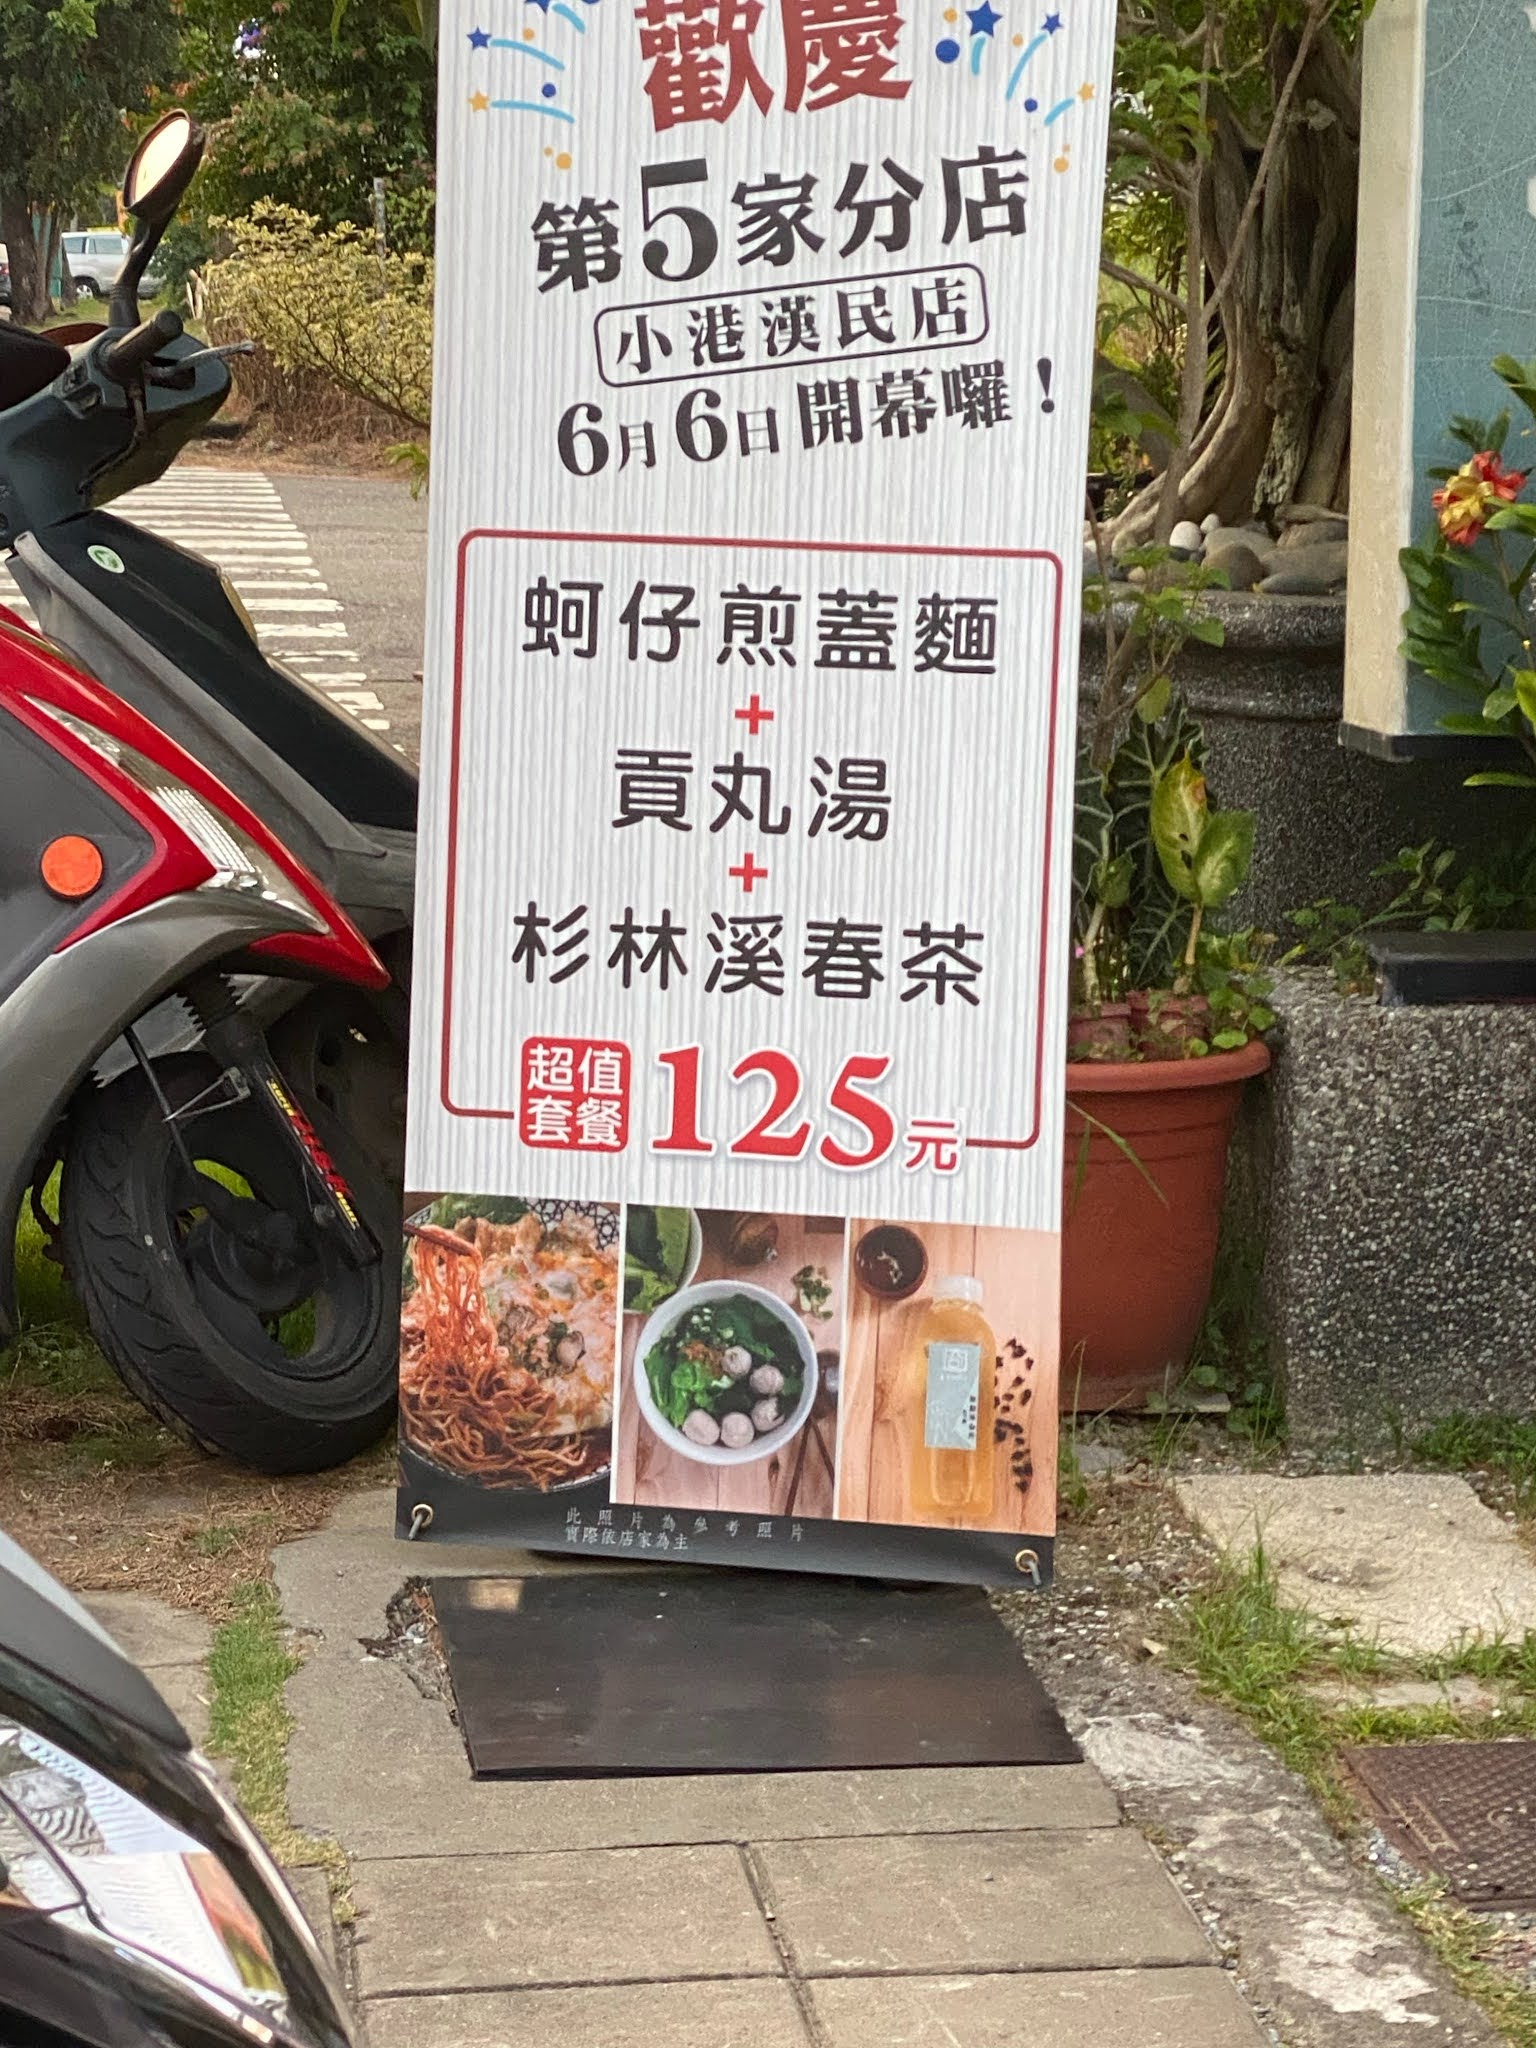 歡慶
第5家分店
小港漢民店
6月6日開幕囉！
蚵仔煎蓋麵
+
貢丸湯
+
杉林溪春茶
超值
套餐
125元
此照片為參考照片
實際依店家為主